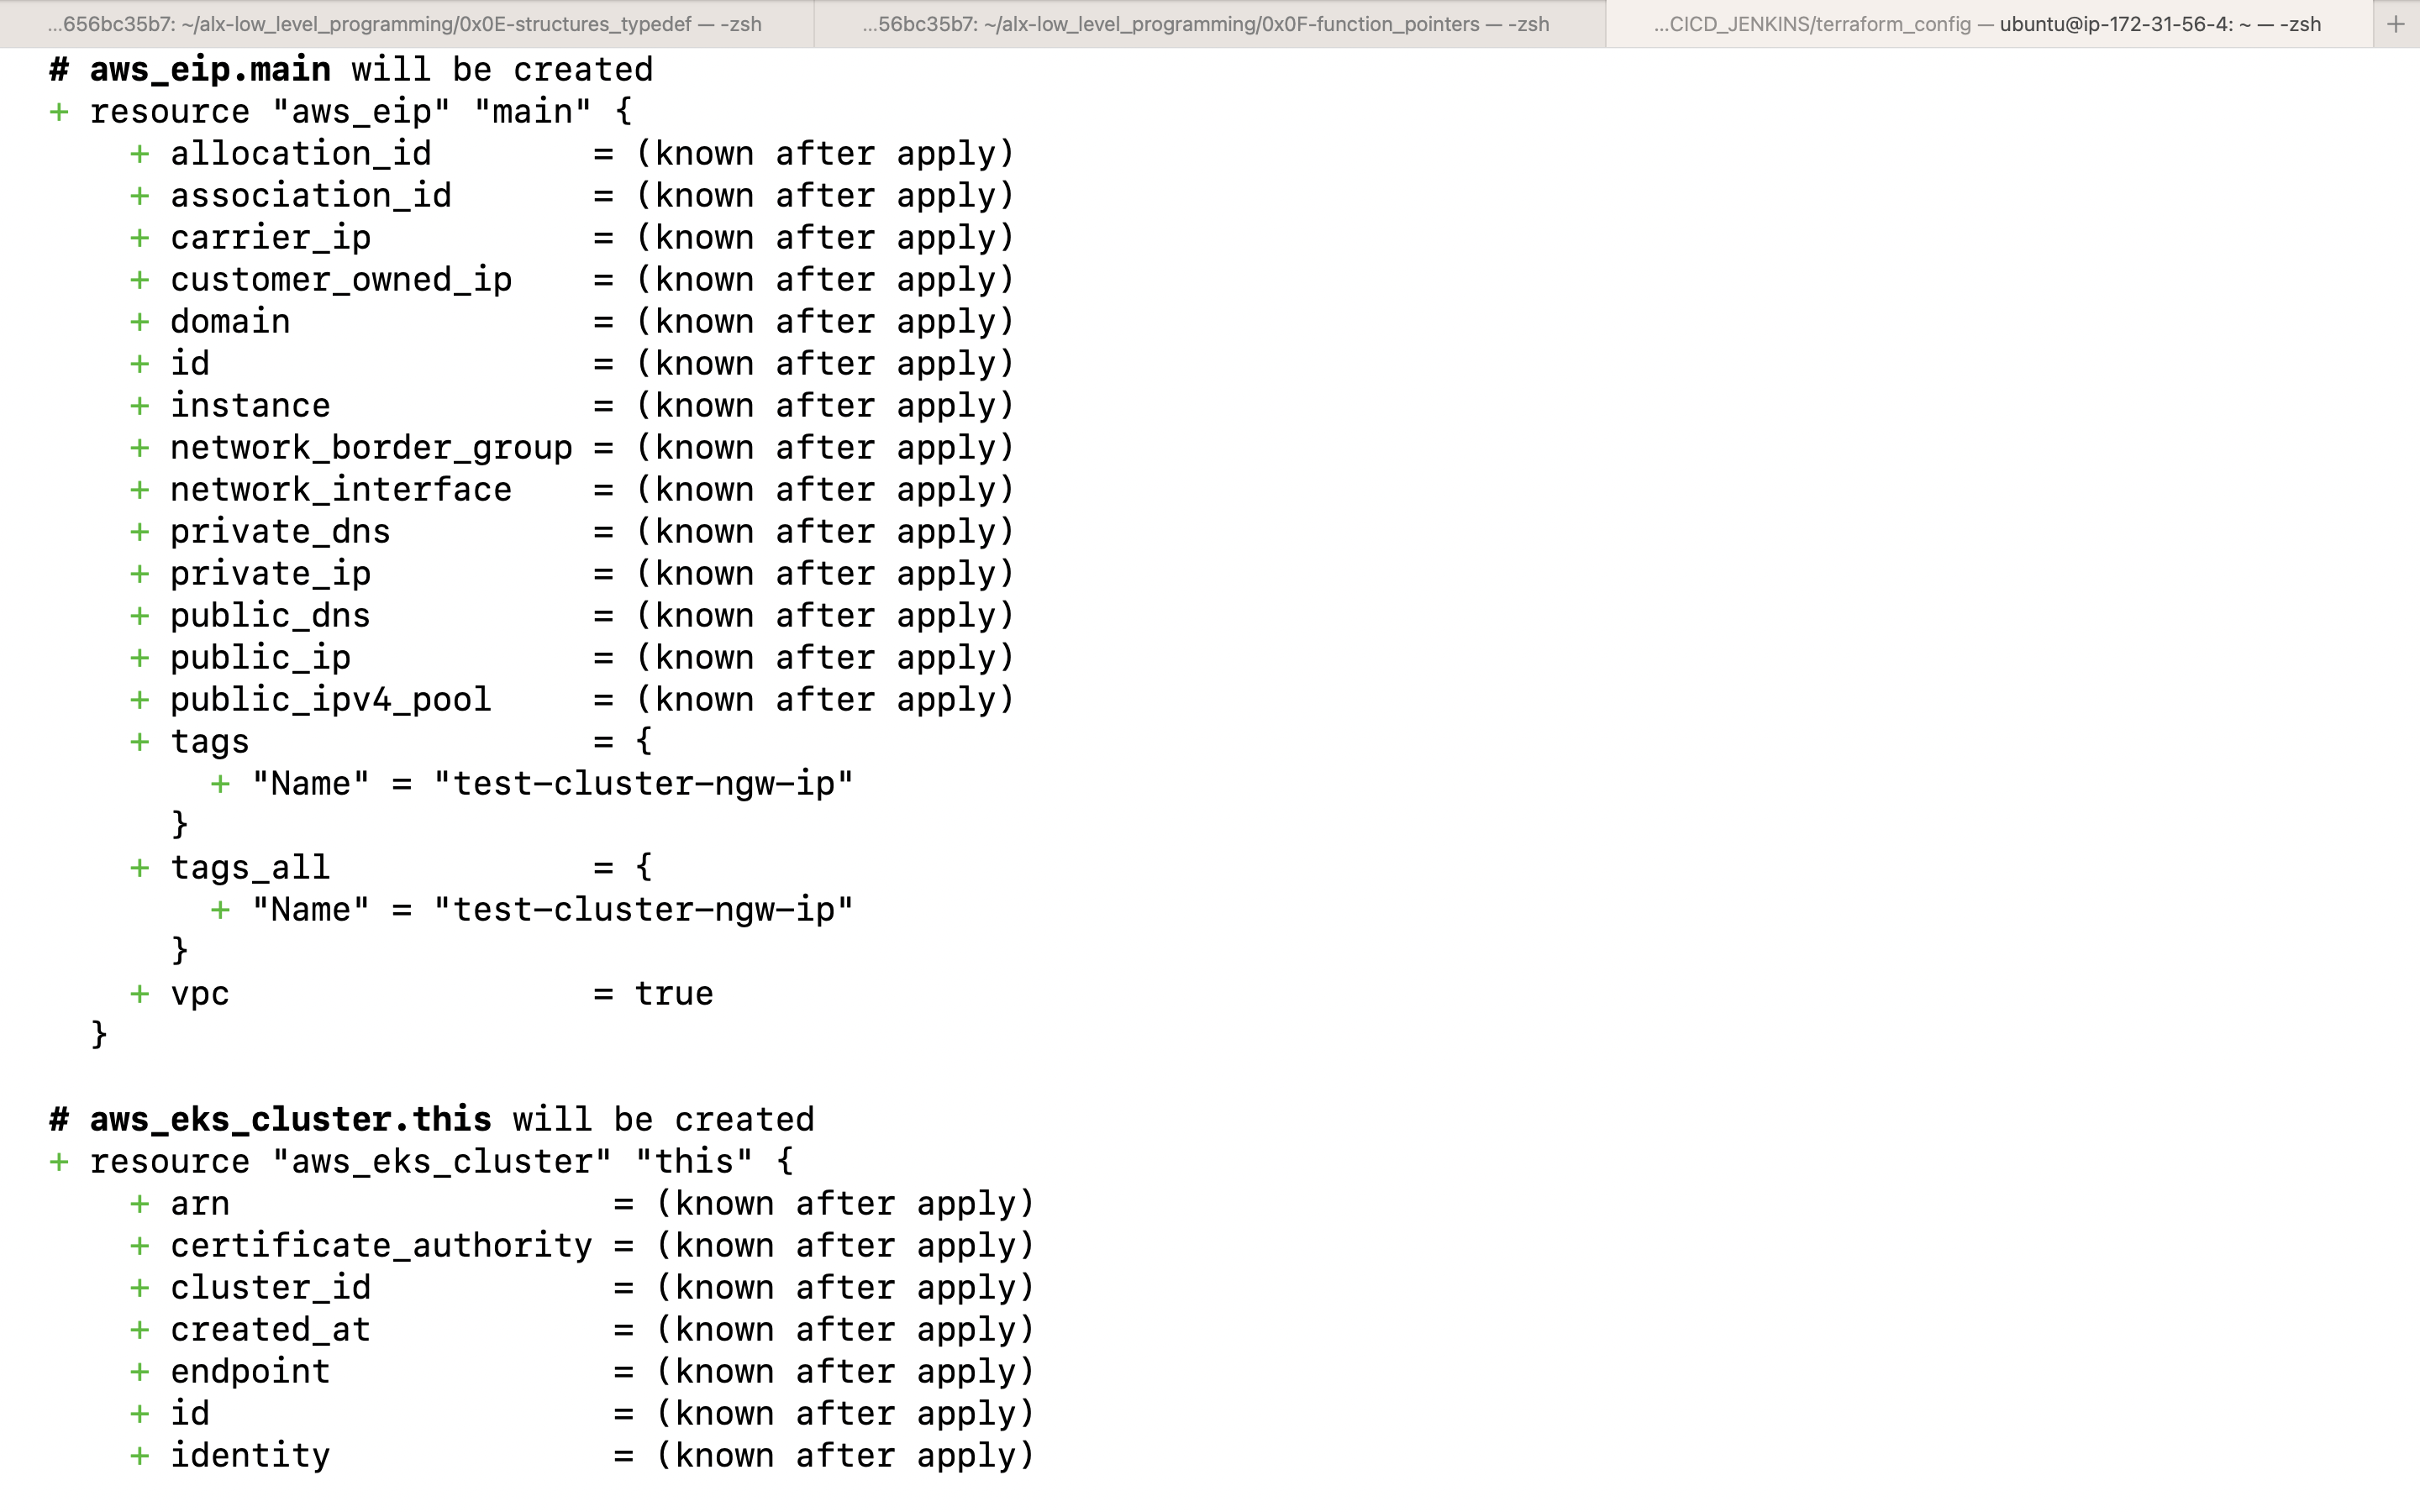 ...656bc35b7: ~/alx-low_level_programming/0x0E-structures_typedef — -zsh
...56bc35b7: ~/alx-low_level_programming/0x0F-function_pointers — -zsh
...CICD_JENKINS/terraform_config — ubuntu@ip-172-31-56-4: ~ — -zsh
+
# aws_eip.main will be created
+ resource "aws_eip" "main" {
    + allocation_id        = (known after apply)
    + association_id       = (known after apply)
    + carrier_ip           = (known after apply)
    + customer_owned_ip    = (known after apply)
    + domain               = (known after apply)
    + id                   = (known after apply)
    + instance             = (known after apply)
    + network_border_group = (known after apply)
    + network_interface    = (known after apply)
    + private_dns          = (known after apply)
    + private_ip           = (known after apply)
    + public_dns           = (known after apply)
    + public_ip            = (known after apply)
    + public_ipv4_pool     = (known after apply)
    + tags                 = {
        + "Name" = "test-cluster-ngw-ip"
      }
    + tags_all             = {
        + "Name" = "test-cluster-ngw-ip"
      }
    + vpc                  = true
  }
# aws_eks_cluster.this will be created
+ resource "aws_eks_cluster" "this" {
    + arn                   = (known after apply)
    + certificate_authority = (known after apply)
    + cluster_id            = (known after apply)
    + created_at            = (known after apply)
    + endpoint              = (known after apply)
    + id                    = (known after apply)
    + identity              = (known after apply)